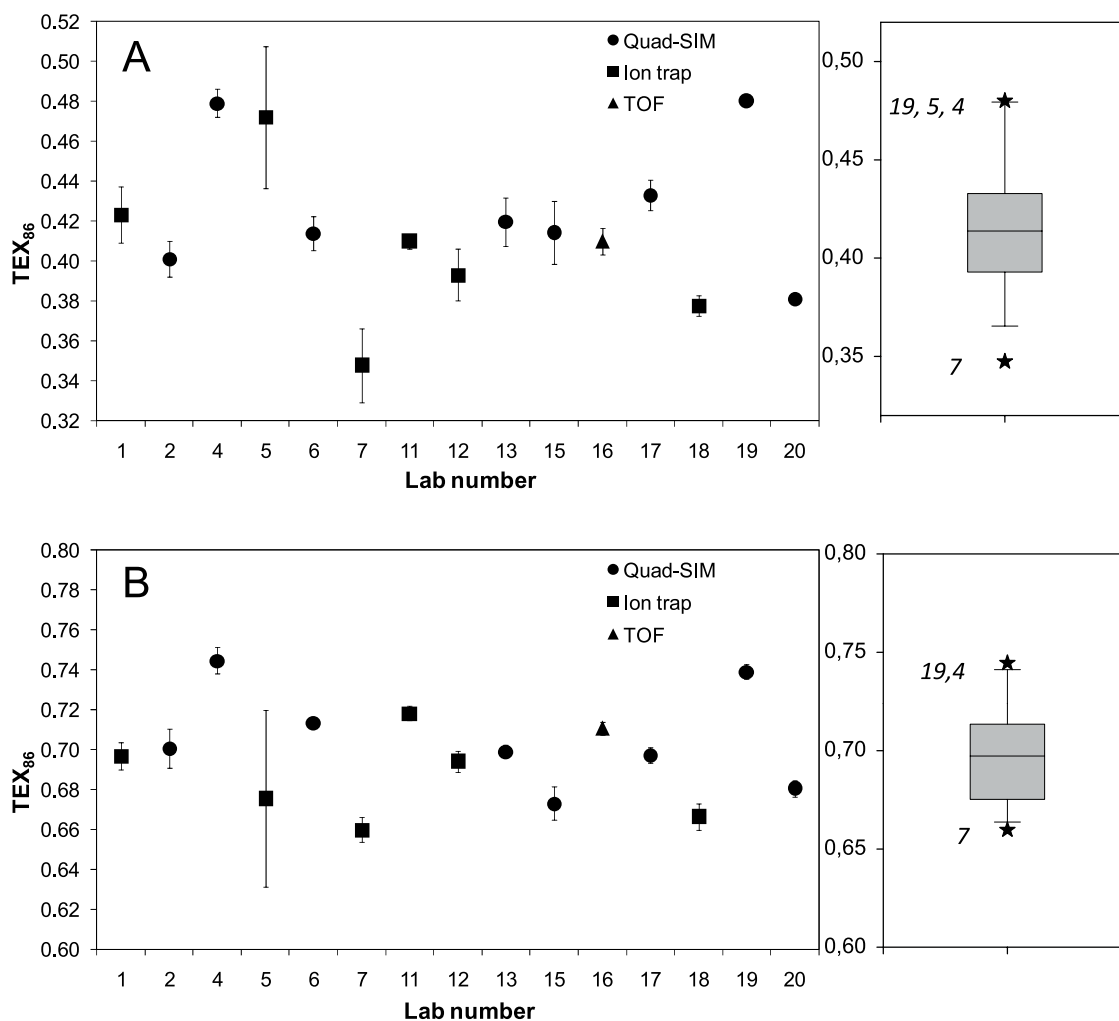 A
Quad-SIM
Ion trap
TOF
TEX86
0.52
0.50
0.48
0.46
0.44
0.42
0.40
0.38
0.36
0.34
0.32
1 2 4 5 6 7 11 12 13 15 16 17 18 19 20
Lab number
0,50
0,45
0,40
0,35
19, 5, 4
7
B
Quad-SIM
Ion trap
TOF
TEX86
0.80
0.78
0.76
0.74
0.72
0.70
0.68
0.66
0.64
0.62
0.60
1 2 4 5 6 7 11 12 13 15 16 17 18 19 20
Lab number
0,80
0,75
0,70
0,65
0,60
19,4
7